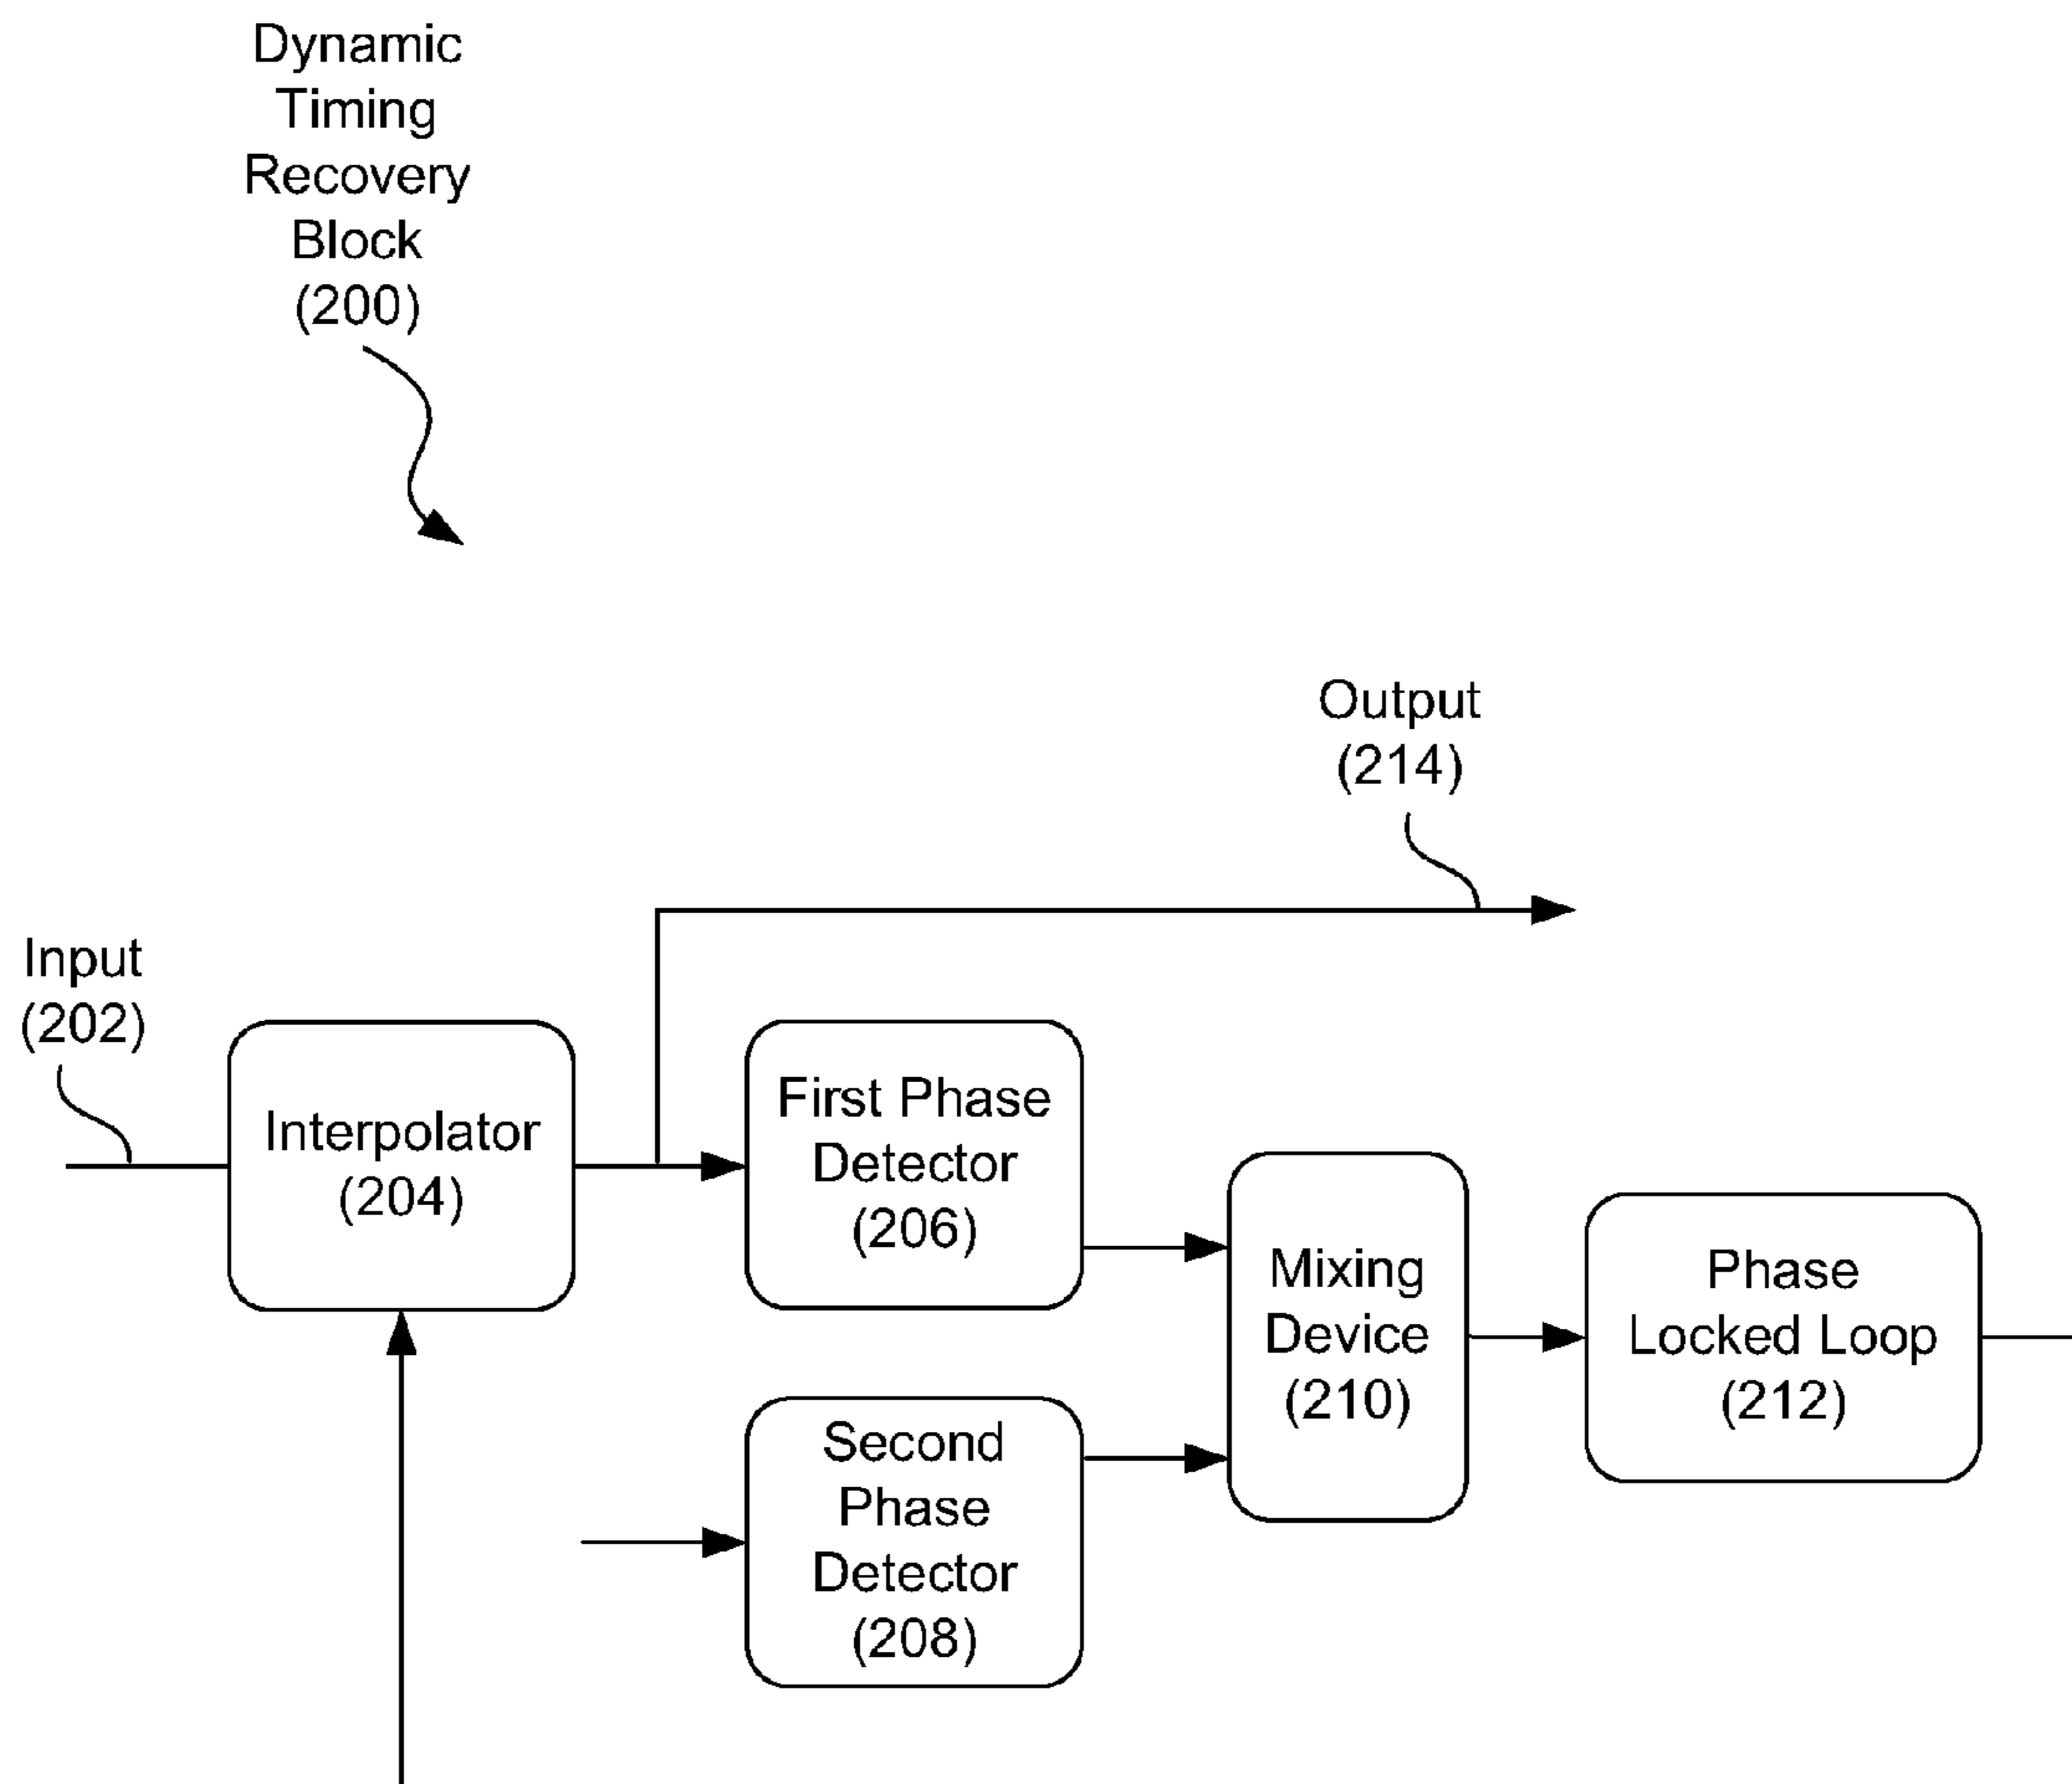 Dynamic
Timing
Recovery
Block
(200)
Output
(214)
Input
(202)
Interpolator
(204)
First Phase
Detector
(206)
Second
Phase
Detector
(208)
Mixing
Device
(210)
Phase
Locked Loop
(212)